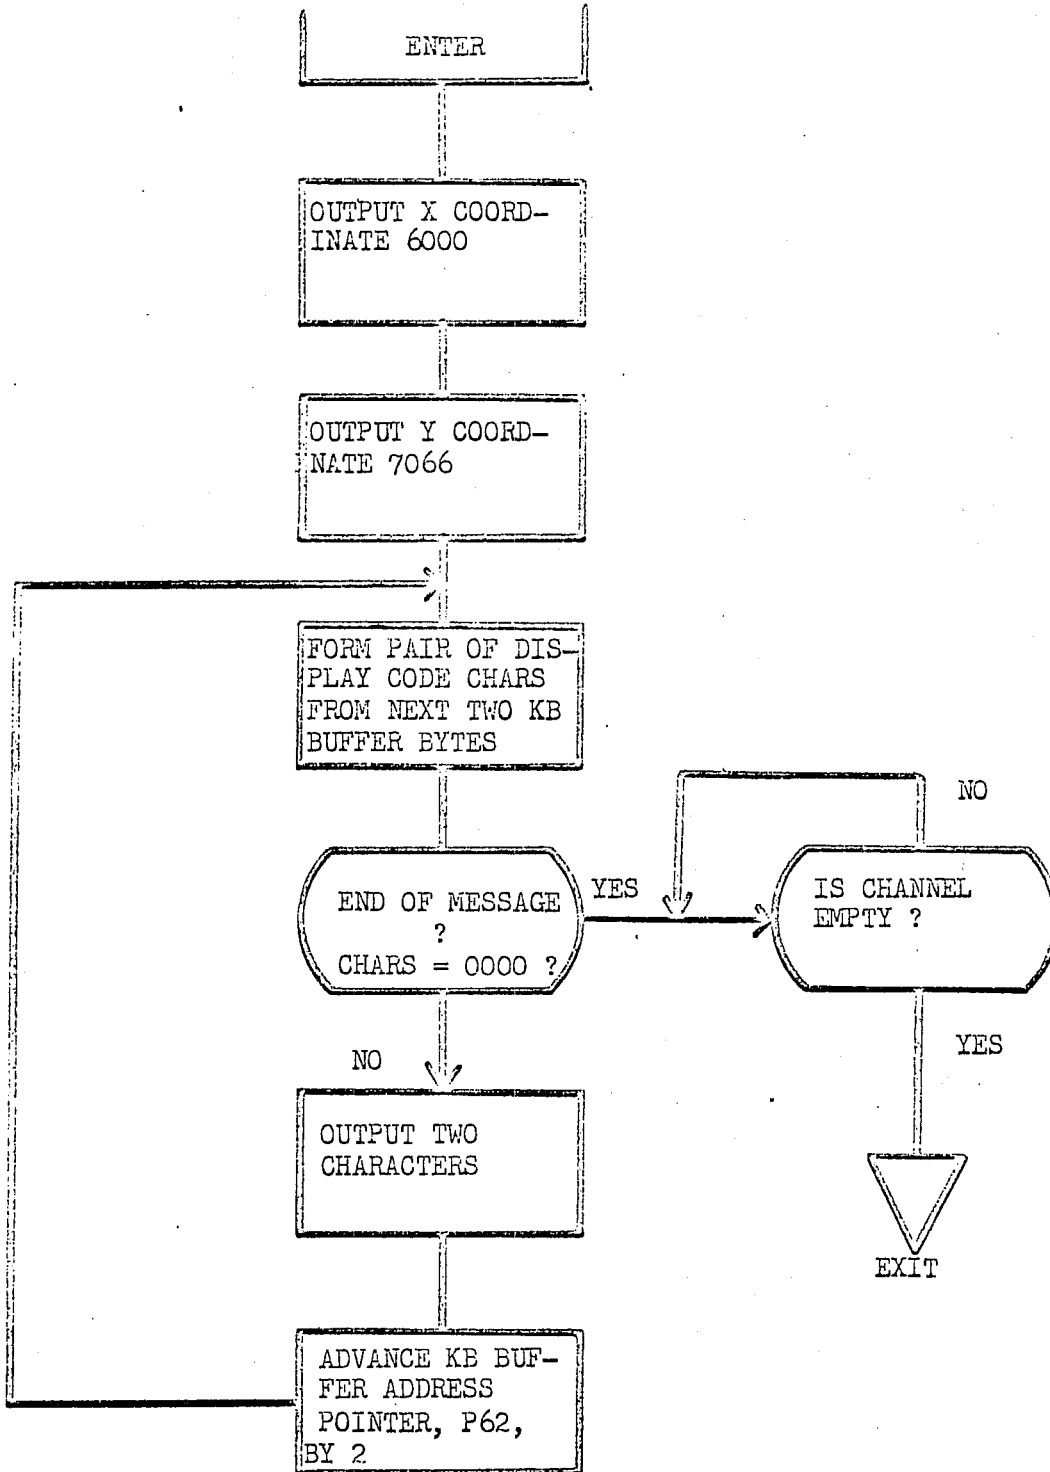 ENTER
OUTPUT X COORD-
INATE 6000
OUTPUT Y COORD-
INATE 7066
FORM PAIR OF DIS-
PLAY CODE CHARS
FROM NEXT TWO KB
BUFFER BYTES
END OF MESSAGE
?
CHARS = 0000 ?
YES
NO
IS CHANNEL
EMPTY ?
NO
YES
EXIT
OUTPUT TWO
CHARACTERS
ADVANCE KB BUF-
FER ADDRESS
POINTER, P62,
BY 2